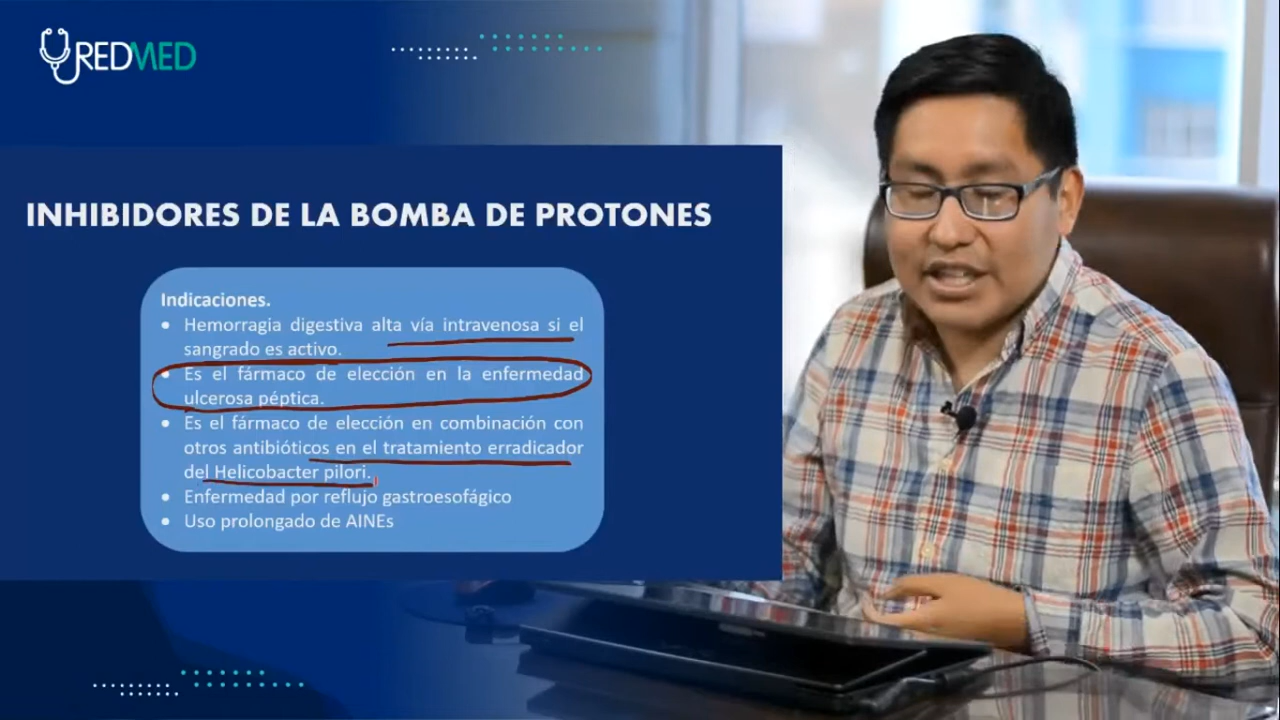 REDMED
INHIBIDORES DE LA BOMBA DE PROTONES
Indicaciones.
• Hemorragia digestiva alta vía intravenosa si el
sangrado es activo.
• Es el fármaco de elección en la enfermedad
ulcerosa péptica.
• Es el fármaco de elección en combinación con
otros antibióticos en el tratamiento erradicador
del Helicobacter pilori.
• Enfermedad por reflujo gastroesofágico
• Uso prolongado de AINEs